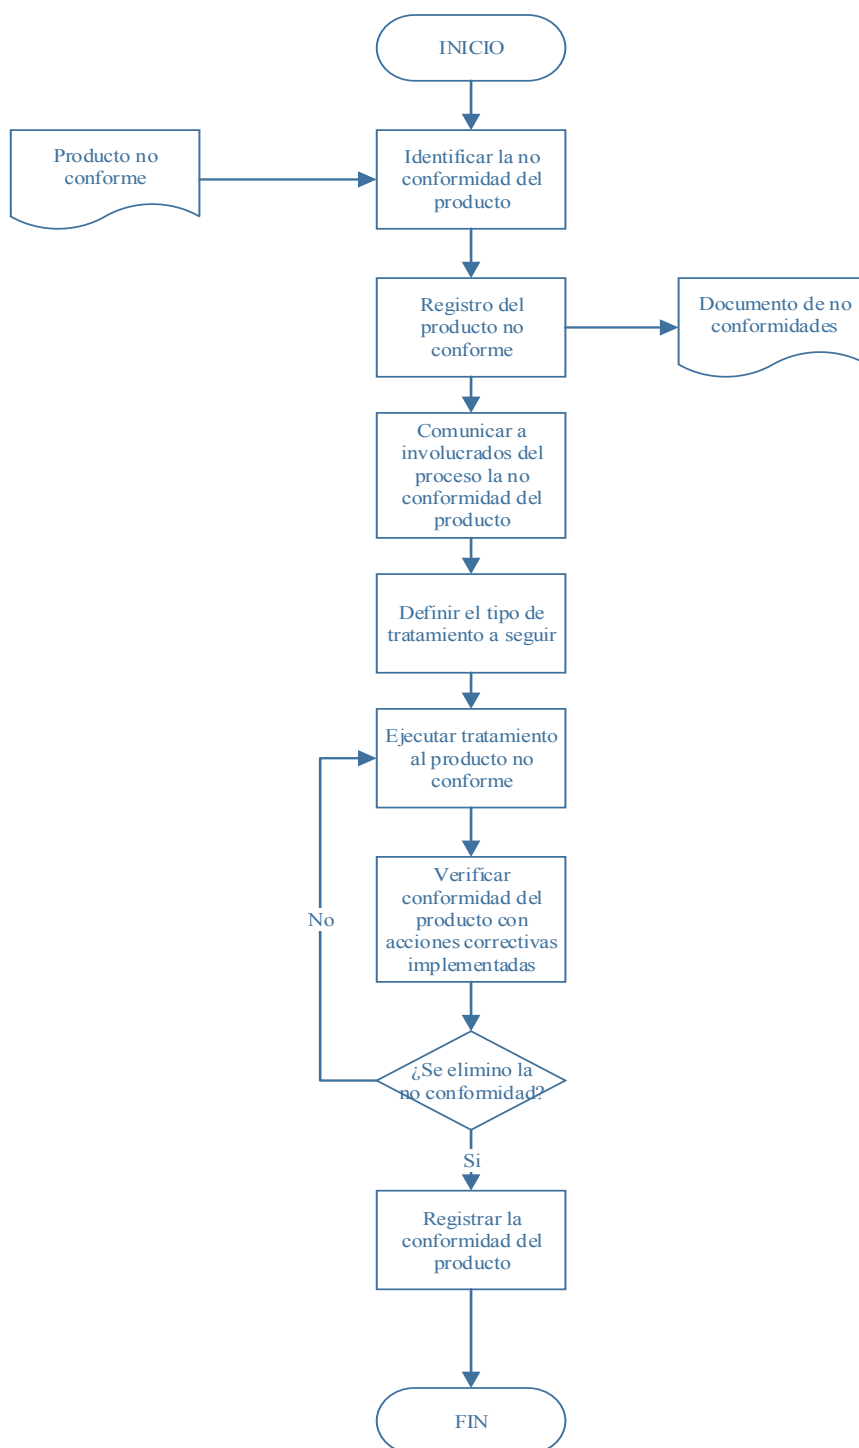 INICIO
Producto no
conforme
Identificar la no
conformidad del
producto
Registro del
producto no
conforme
Documento de no
conformidades
Comunicar a
involucrados del
proceso la no
conformidad del
producto
Definir el tipo de
tratamiento a seguir
Ejecutar tratamiento
al producto no
conforme
Verificar
conformidad del
producto con
acciones correctivas
implementadas
No
¿Se elimino la
no conformidad?
Si
Registrar la
conformidad del
producto
FIN